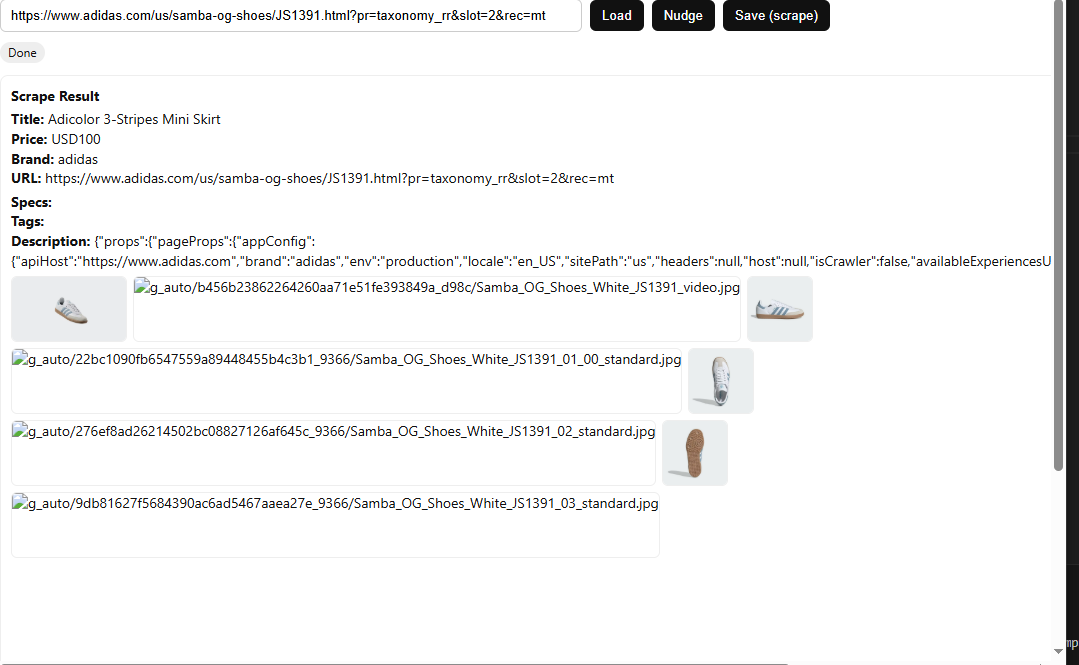 https://www.adidas.com/us/samba-og-shoes/JS1391.html?pr=taxonomy_rr&slot=2&rec=mt
Load
Nudge
Save (scrape)
Done
Scrape Result
Title: Adicolor 3-Stripes Mini Skirt
Price: USD100
Brand: adidas
URL: https://www.adidas.com/us/samba-og-shoes/JS1391.html?pr=taxonomy_rr&slot=2&rec=mt
Specs:
Tags:
Description: {"props":{"pageProps":{"appConfig":
{"apiHost":"https://www.adidas.com","brand":"adidas","env":"production","locale":"en_US","sitePath":"us","headers":null,"host":null,"isCrawler":false,"availableExperiencesU
g_auto/b456b23862264260aa71e51fe393849a_d98c/Samba_OG_Shoes_White_JS1391_video.jpg
g_auto/22bc1090fb6547559a89448455b4c3b1_9366/Samba_OG_Shoes_White_JS1391_01_00_standard.jpg
g_auto/276ef8ad26214502bc08827126af645c_9366/Samba_OG_Shoes_White_JS1391_02_standard.jpg
g_auto/9db81627f5684390ac6ad5467aaea27e_9366/Samba_OG_Shoes_White_JS1391_03_standard.jpg
mp